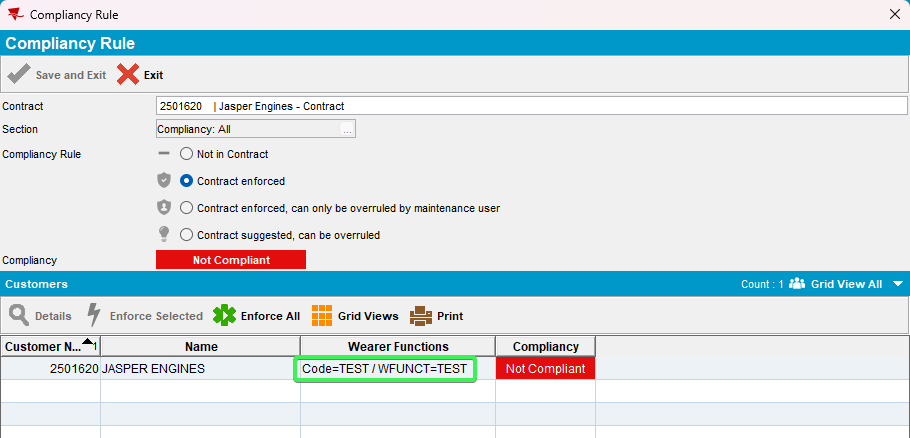 Compliancy Rule
Compliancy Rule
Save and Exit Exit
Contract 2501620 | Jasper Engines - Contract
Section Compliancy: All ...
Compliancy Rule Not in Contract
Contract enforced
Contract enforced, can only be overruled by maintenance user
Contract suggested, can be overruled
Compliancy Not Compliant
Customers Count : 1 Grid View All
Details Enforce Selected Enforce All Grid Views Print
Customer N... 1 Name Wearer Functions Compliancy
2501620 JASPER ENGINES Code=TEST / WFUNCT=TEST Not Compliant